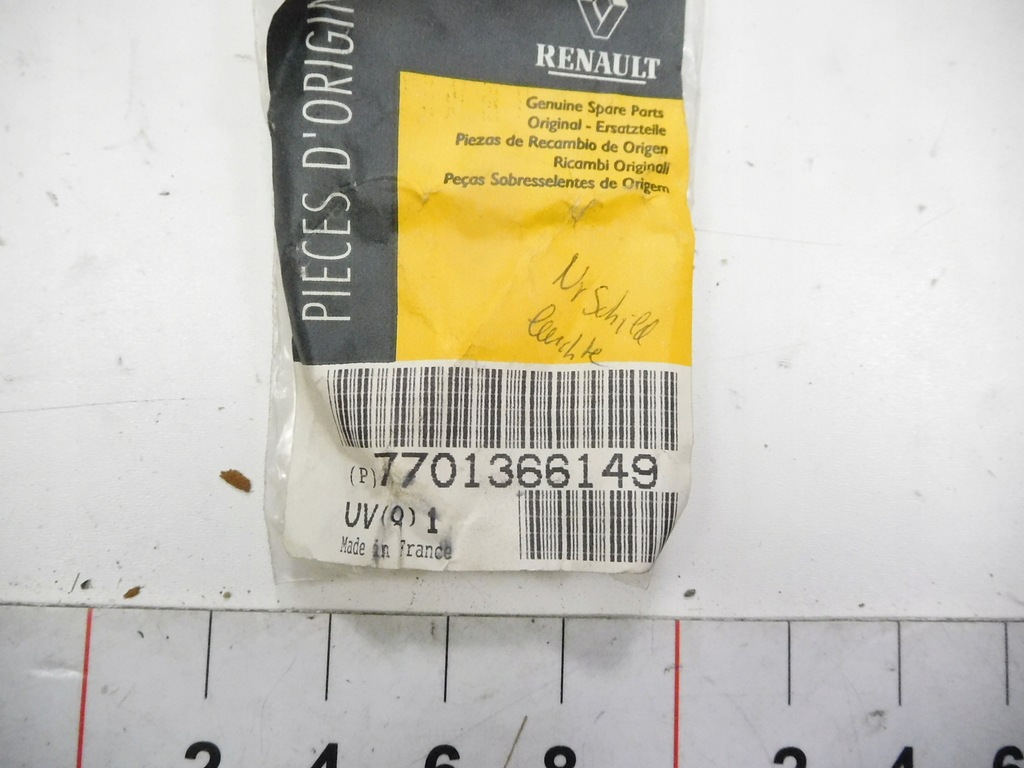 RENAULT
PIECES D'ORIGIN
Genuine Spare Parts
Original - Ersatzteile
Piezas de Recambio de Origen
Ricambi Originali
Peças Sobresselentes de Origem
Nr Schild
leuchte
(P)7701366149
UV(Q) 1
Made in France
2 4 6 8 2 4 6